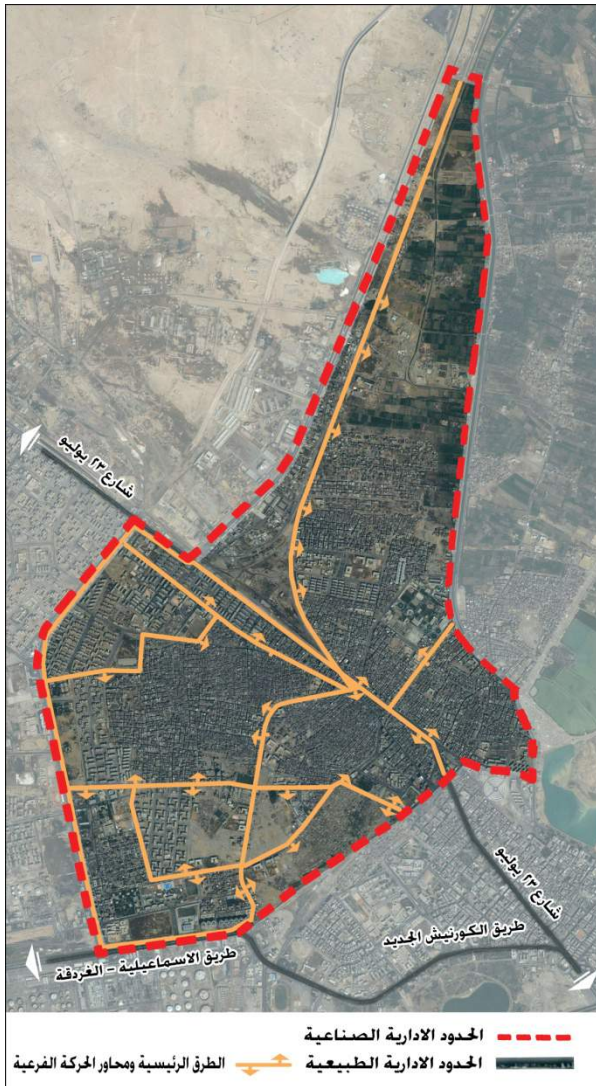 شارع ٢٣ يوليو
شارع ٢٣ يوليو
طريق الكورنيش الجديد
طريق الاسماعيلية - الغردقة
الحدود الادارية الصناعية
الحدود الادارية الطبيعية
الطرق الرئيسية ومحاور الحركة الفرعية